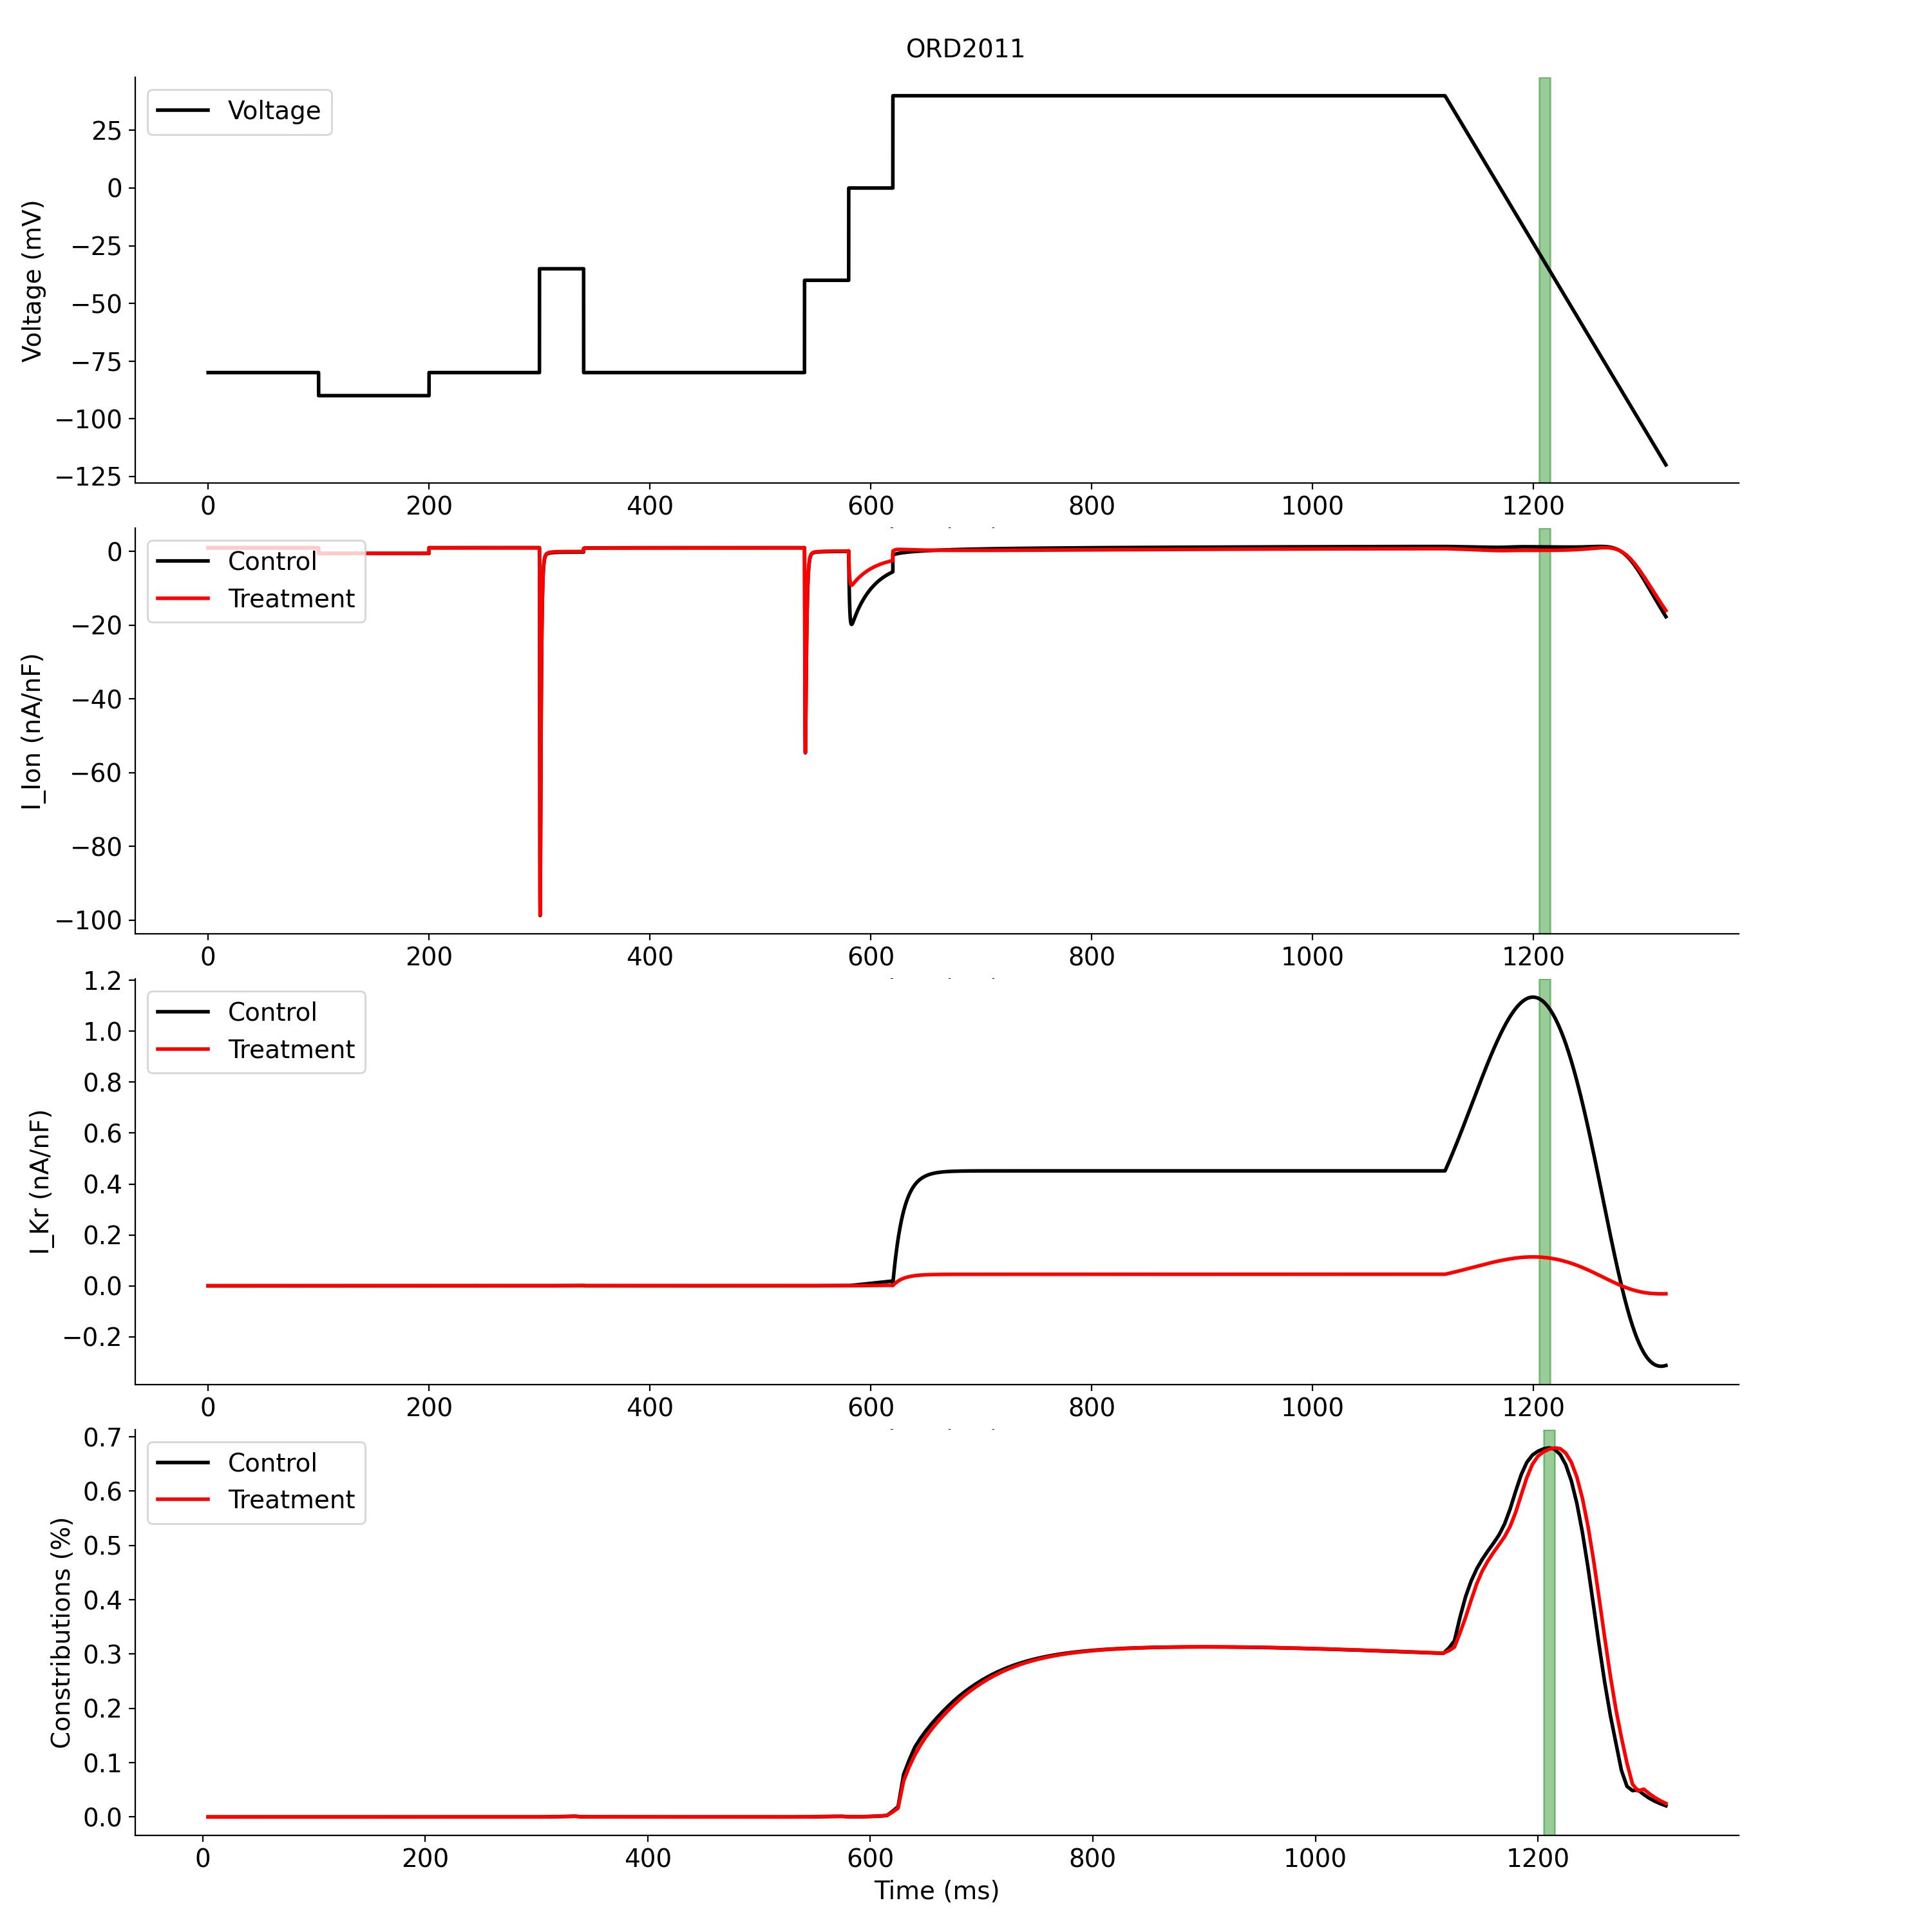 ORD2011
Voltage
25
0
−25
−50
−75
−100
−125
Voltage (mV)
0 200 400 600 800 1000 1200
Control
Treatment
0
−20
−40
−60
−80
−100
I_Ion (nA/nF)
0 200 400 600 800 1000 1200
Control
Treatment
1.2
1.0
0.8
0.6
0.4
0.2
0.0
−0.2
I_Kr (nA/nF)
0 200 400 600 800 1000 1200
Control
Treatment
0.7
0.6
0.5
0.4
0.3
0.2
0.1
0.0
Constributions (%)
0 200 400 600 800 1000 1200
Time (ms)